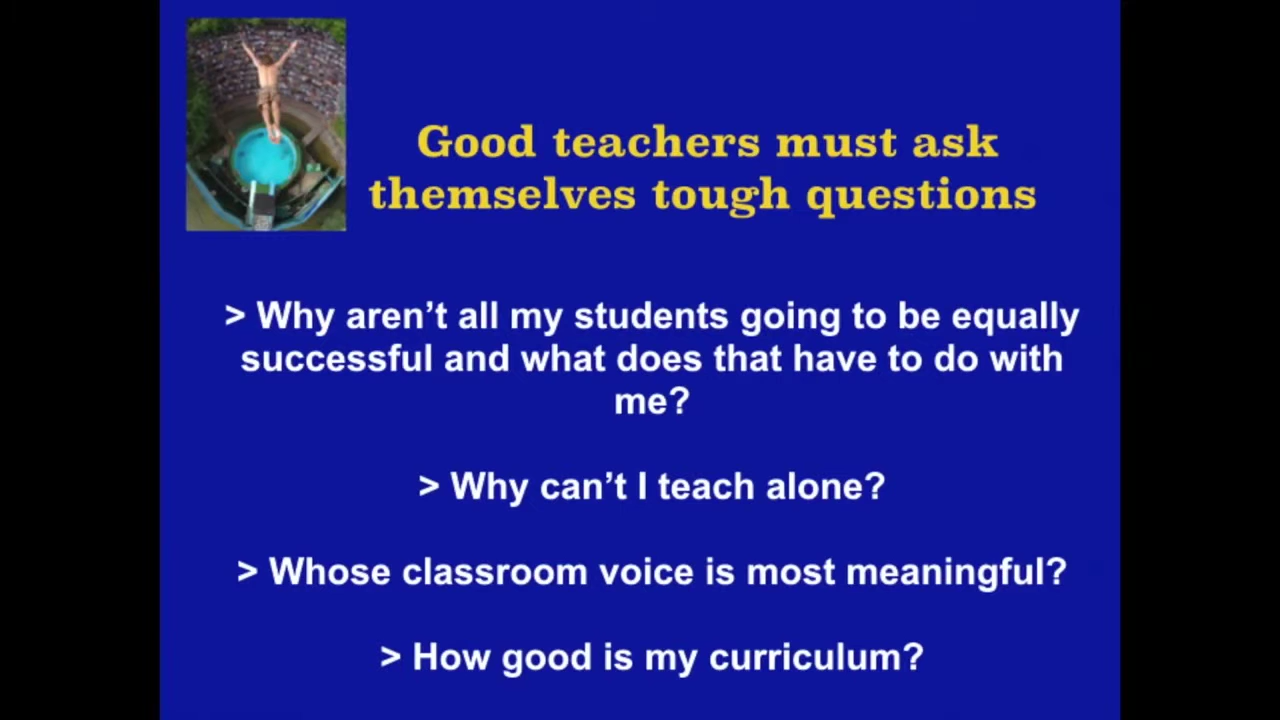 Good teachers must ask
themselves tough questions
> Why aren’t all my students going to be equally
successful and what does that have to do with
me?
> Why can’t I teach alone?
> Whose classroom voice is most meaningful?
> How good is my curriculum?